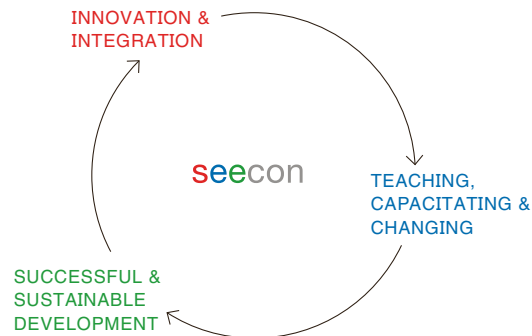 INNOVATION &
INTEGRATION
seecon
TEACHING,
CAPACITATING &
CHANGING
SUCCESSFUL &
SUSTAINABLE
DEVELOPMENT